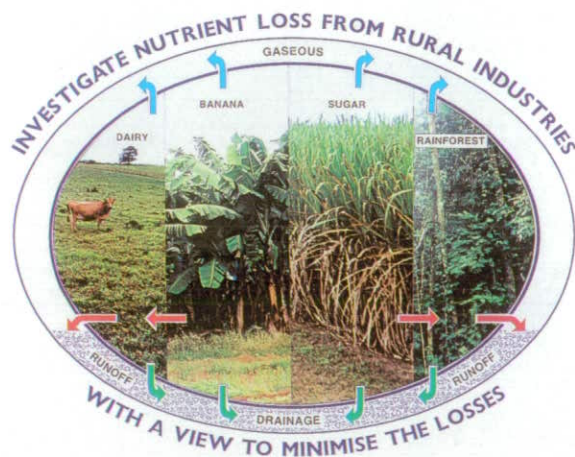 INVESTIGATE NUTRIENT LOSS FROM RURAL INDUSTRIES
GASEOUS
BANANA
SUGAR
DAIRY
RAINFOREST
RUNOFF
RUNOFF
DRAINAGE
WITH A VIEW TO MINIMISE THE LOSSES